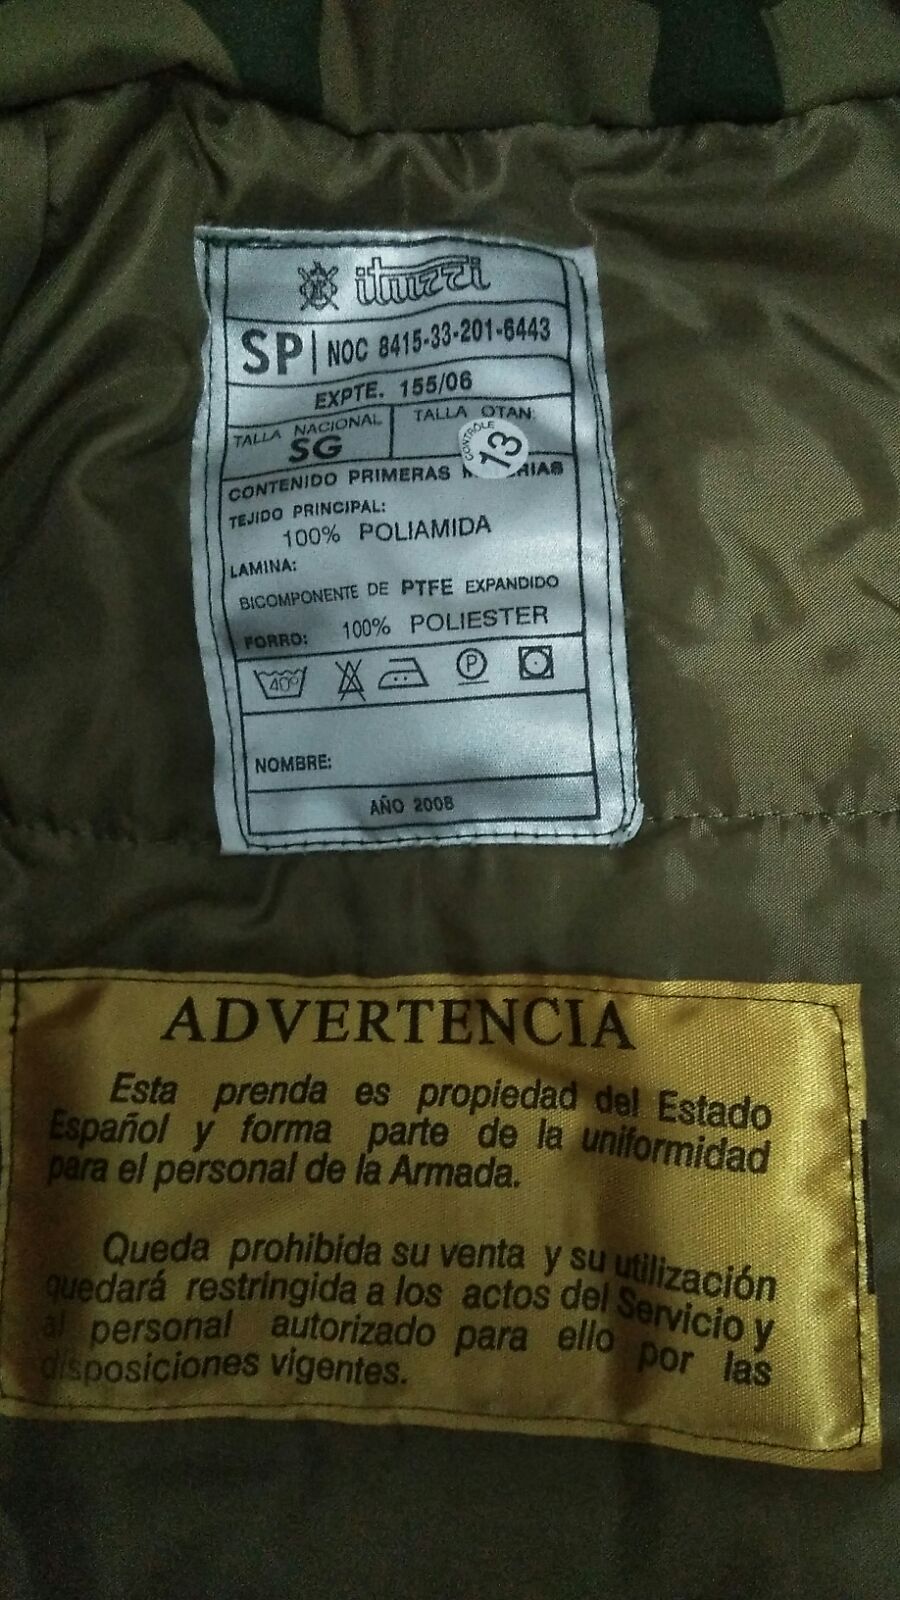 ituzzi
SP NOC 8415-33-201-6443
EXPTE. 155/06
TALLA NACIONAL
SG
TALLA OTAN:
CONTROLE
13
CONTENIDO PRIMERAS
TEJIDO PRINCIPAL:
100% POLIAMIDA
LAMINA:
BICOMPONENTE DE PTFE EXPANDIDO
FORRO: 100% POLIESTER
40º P
NOMBRE:
AÑO 2008
ADVERTENCIA
Esta prenda es propiedad del Estado
Español y forma parte de la uniformidad
para el personal de la Armada.
Queda prohibida su venta y su utilización
quedará restringida a los actos del Servicio y
al personal autorizado para ello por las
disposiciones vigentes.